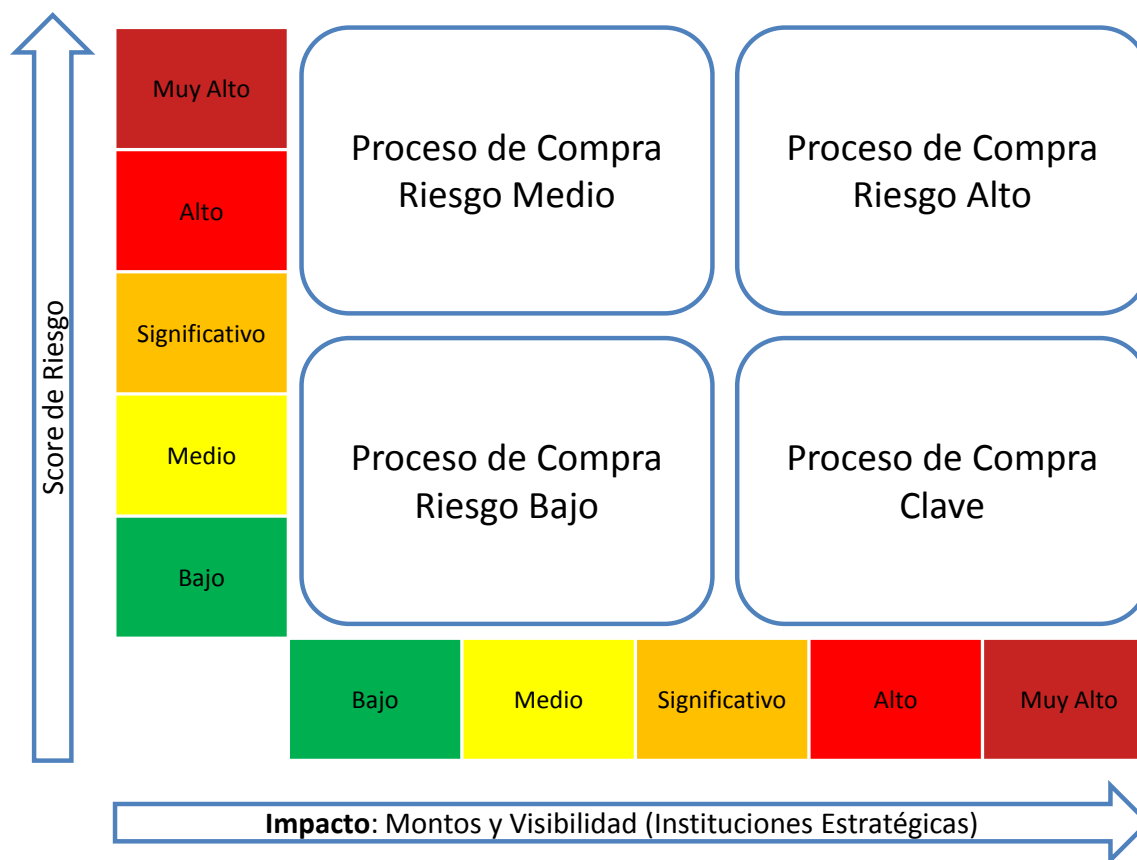 Score de Riesgo
Muy Alto
Alto
Significativo
Medio
Bajo
Proceso de Compra
Riesgo Medio
Proceso de Compra
Riesgo Alto
Proceso de Compra
Riesgo Bajo
Proceso de Compra
Clave
Bajo
Medio
Significativo
Alto
Muy Alto
Impacto: Montos y Visibilidad (Instituciones Estratégicas)